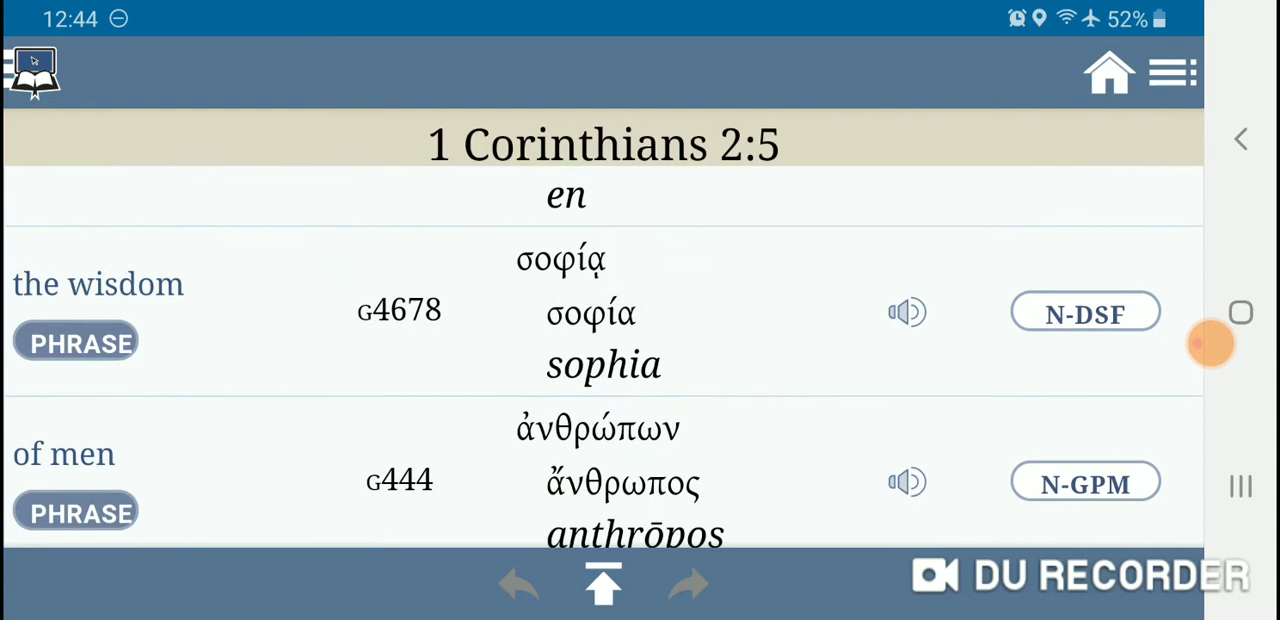 12:44 52%
1 Corinthians 2:5
en
the wisdom
PHRASE
G4678
σοφίᾳ
σοφία
sophia
N-DSF
of men
PHRASE
G444
ἀνθρώπων
ἄνθρωπος
anthrōpos
N-GPM
DU RECORDER